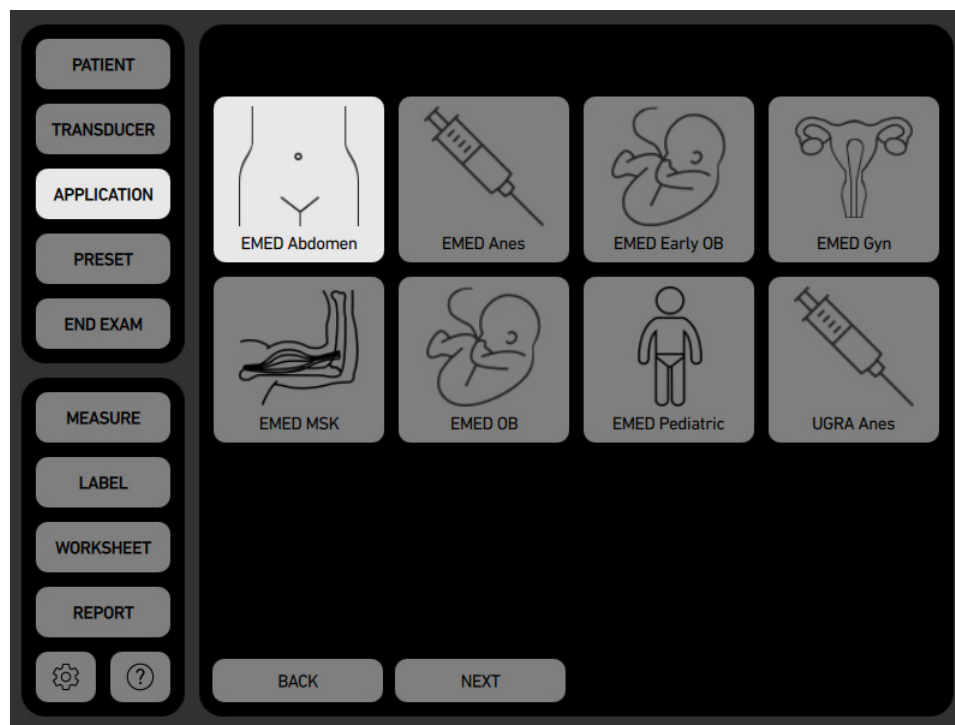 PATIENT
TRANSDUCER
APPLICATION
PRESET
END EXAM
MEASURE
LABEL
WORKSHEET
REPORT
?
EMED Abdomen
EMED Anes
EMED Early OB
EMED Gyn
EMED MSK
EMED OB
EMED Pediatric
UGRA Anes
BACK
NEXT